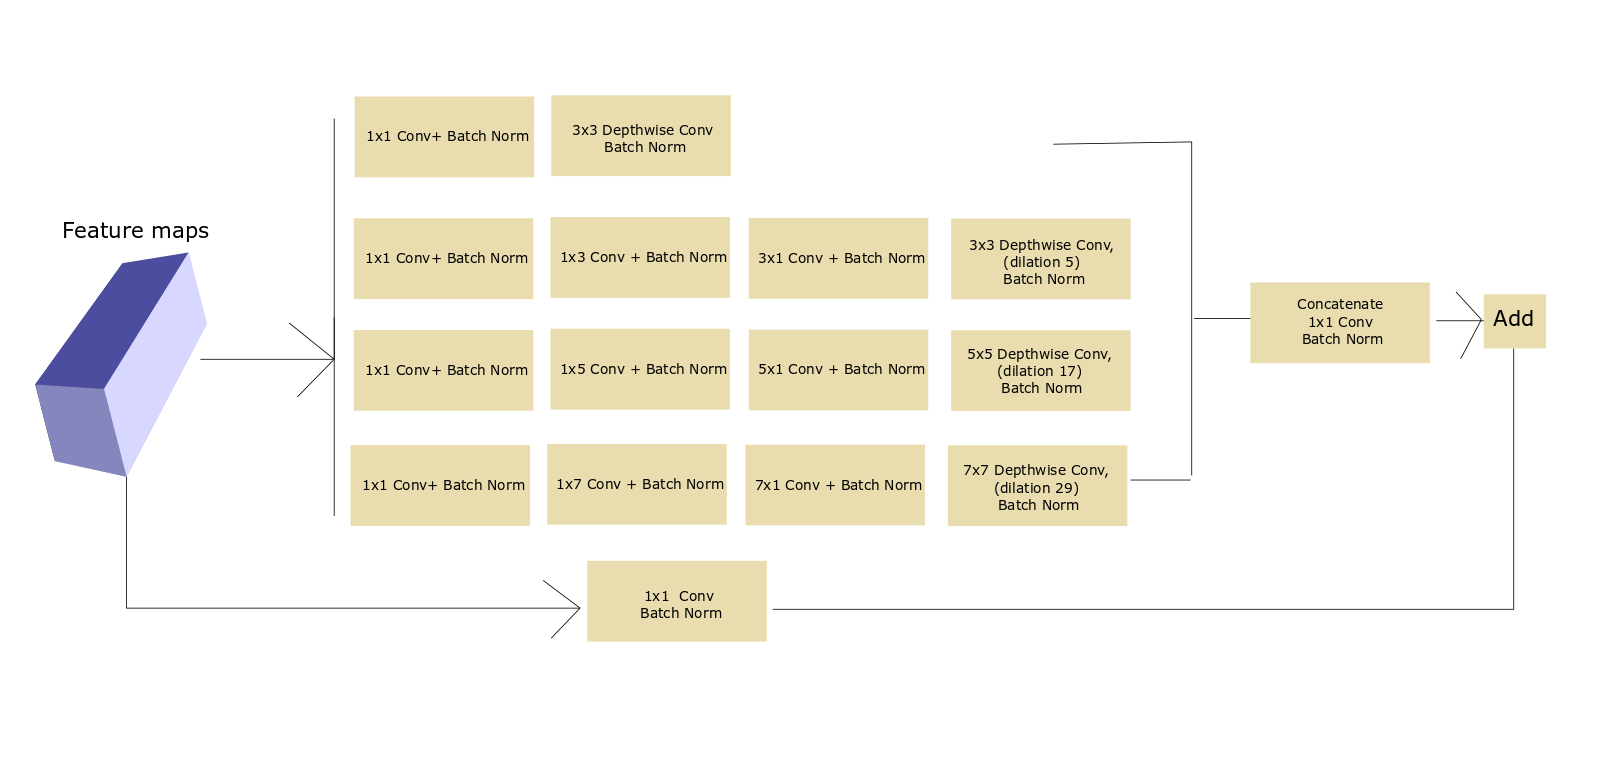 Feature maps
1x1 Conv+ Batch Norm
3x3 Depthwise Conv
Batch Norm
1x1 Conv+ Batch Norm
1x3 Conv + Batch Norm
3x1 Conv + Batch Norm
3x3 Depthwise Conv,
(dilation 5)
Batch Norm
1x1 Conv+ Batch Norm
1x5 Conv + Batch Norm
5x1 Conv + Batch Norm
5x5 Depthwise Conv,
(dilation 17)
Batch Norm
1x1 Conv+ Batch Norm
1x7 Conv + Batch Norm
7x1 Conv + Batch Norm
7x7 Depthwise Conv,
(dilation 29)
Batch Norm
Concatenate
1x1 Conv
Batch Norm
Add
1x1  Conv
Batch Norm